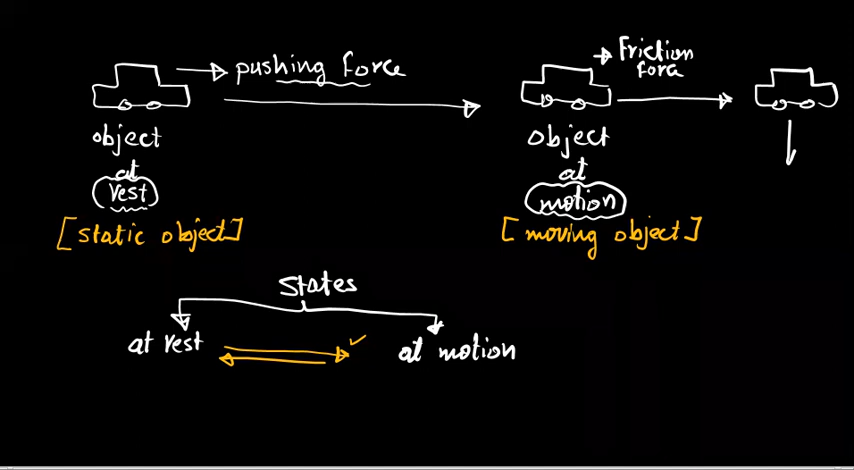 pushing force
Friction
force
object
at
rest
[static object]
object
at
motion
[moving object]
States
at rest
at motion